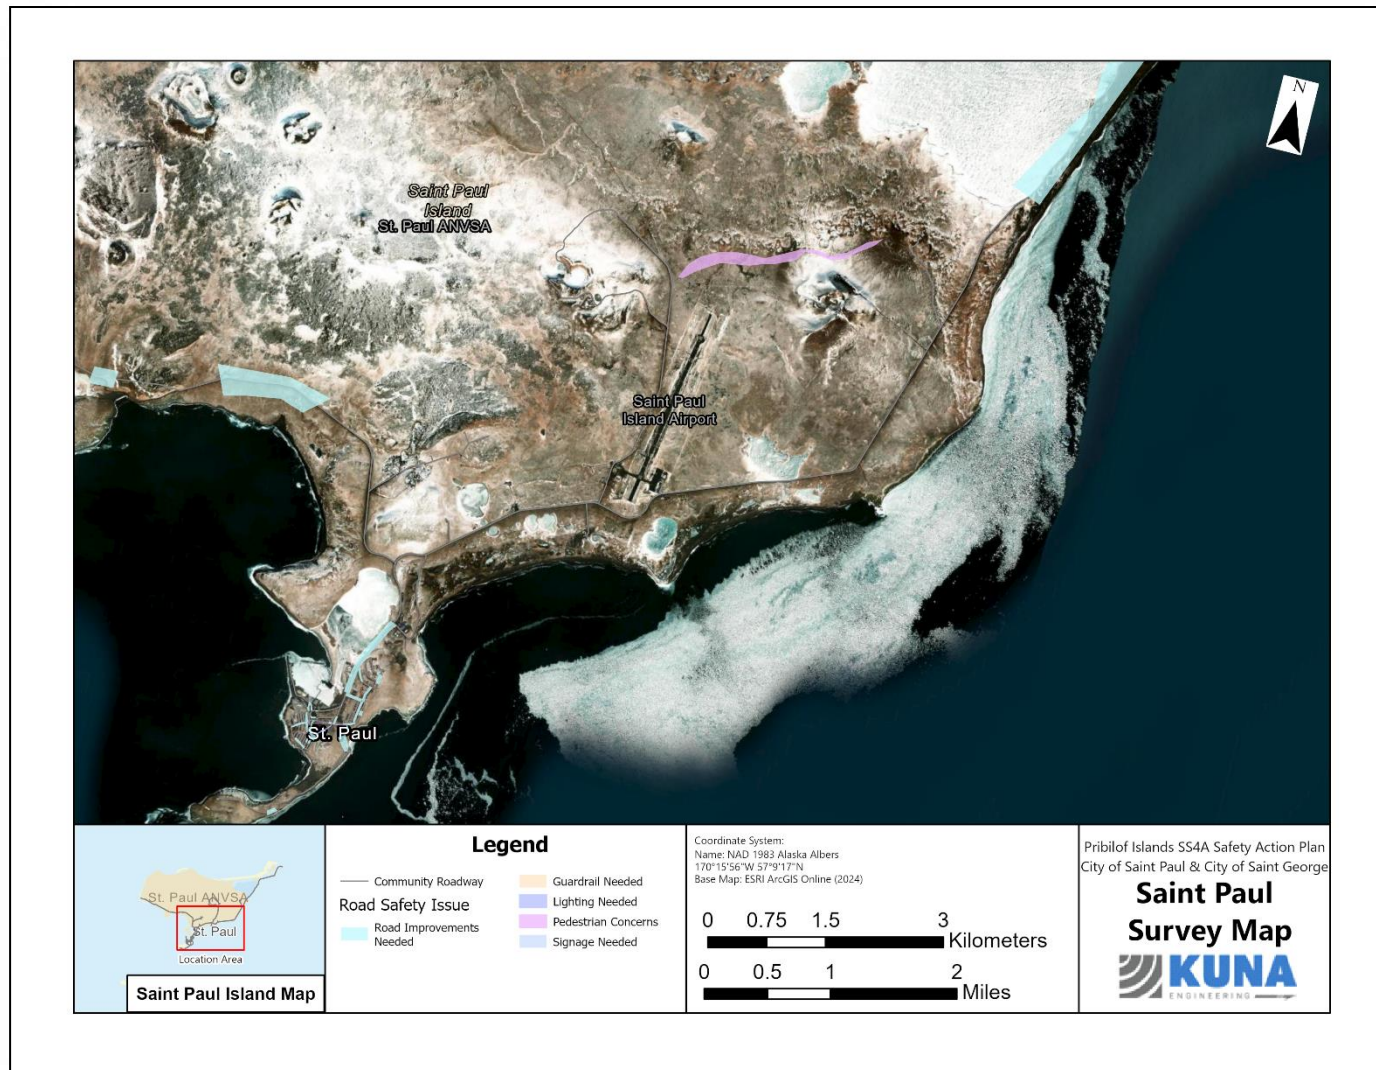 N
Saint Paul
Island
St. Paul ANVSA
Saint Paul
Island Airport
St. Paul
St. Paul ANVSA
St. Paul
Location Area
Saint Paul Island Map
Legend
Community Roadway
Road Safety Issue
Road Improvements
Needed
Guardrail Needed
Lighting Needed
Pedestrian Concerns
Signage Needed
Coordinate System:
Name: NAD 1983 Alaska Albers
170°15'56"W 57°9'17"N
Base Map: ESRI ArcGIS Online (2024)
0 0.75 1.5 3
Kilometers
0 0.5 1 2
Miles
Pribilof Islands SS4A Safety Action Plan
City of Saint Paul & City of Saint George
Saint Paul
Survey Map
KUNA
ENGINEERING